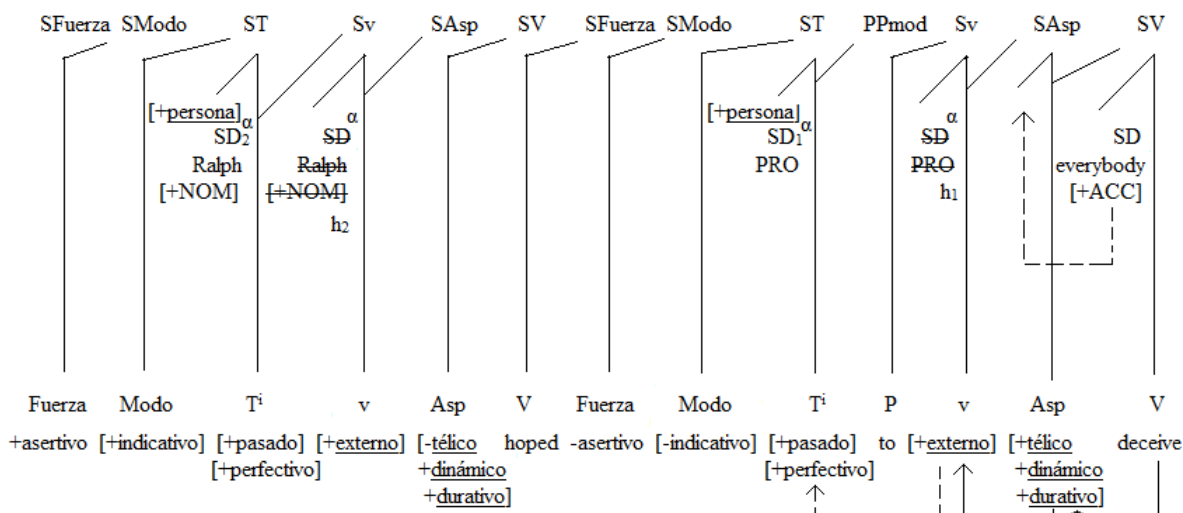 SFuerza SModo ST Sv SAsp SV SFuerza SModo ST PPmod Sv SAsp SV
[+persona] α α [+persona] α α
SD2 SD SD1 SD SD
Ralph Ralph PRO PRO everybody
[+NOM] [+NOM] h1 [+ACC]
h2
Fuerza Modo Ti v Asp V Fuerza Modo Ti P v Asp V
+asertivo [+indicativo] [+pasado] [+externo] [-télico hoped -asertivo [-indicativo] [+pasado] to [+externo] [+télico deceive
[+perfectivo] +dinámico [+perfectivo] +dinámico
+durativo] +durativo]